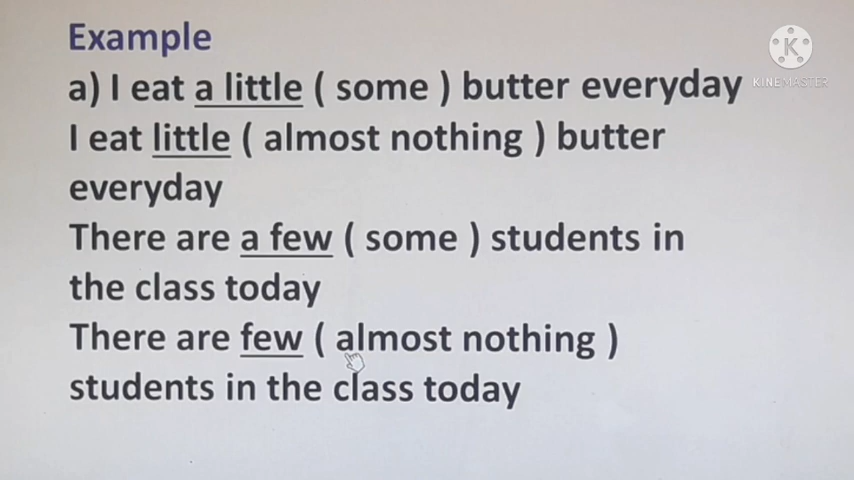 Example
a) I eat a little ( some ) butter everyday
I eat little ( almost nothing ) butter
everyday
There are a few ( some ) students in
the class today
There are few ( almost nothing )
students in the class today
K
KINEMASTER